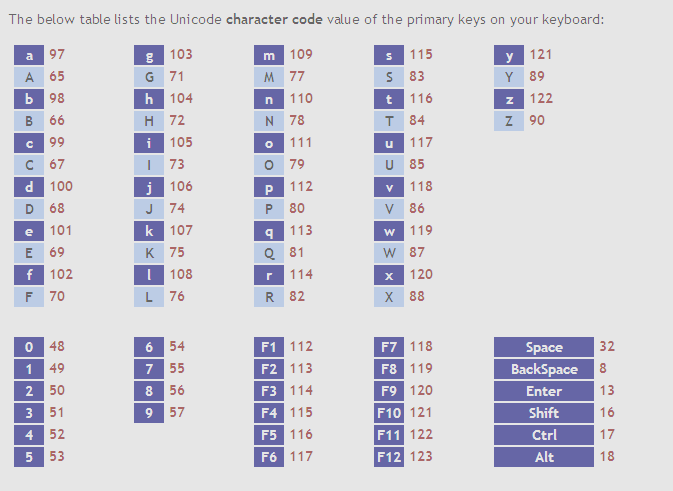 The below table lists the Unicode character code value of the primary keys on your keyboard:
a 97 g 103 m 109 s 115 y 121
A 65 G 71 M 77 S 83 Y 89
b 98 h 104 n 110 t 116 z 122
B 66 H 72 N 78 T 84 Z 90
c 99 i 105 o 111 u 117
C 67 I 73 O 79 U 85
d 100 j 106 p 112 v 118
D 68 J 74 P 80 V 86
e 101 k 107 q 113 w 119
E 69 K 75 Q 81 W 87
f 102 l 108 r 114 x 120
F 70 L 76 R 82 X 88
0 48 6 54 F1 112 F7 118 Space 32
1 49 7 55 F2 113 F8 119 BackSpace 8
2 50 8 56 F3 114 F9 120 Enter 13
3 51 9 57 F4 115 F10 121 Shift 16
4 52 F5 116 F11 122 Ctrl 17
5 53 F6 117 F12 123 Alt 18